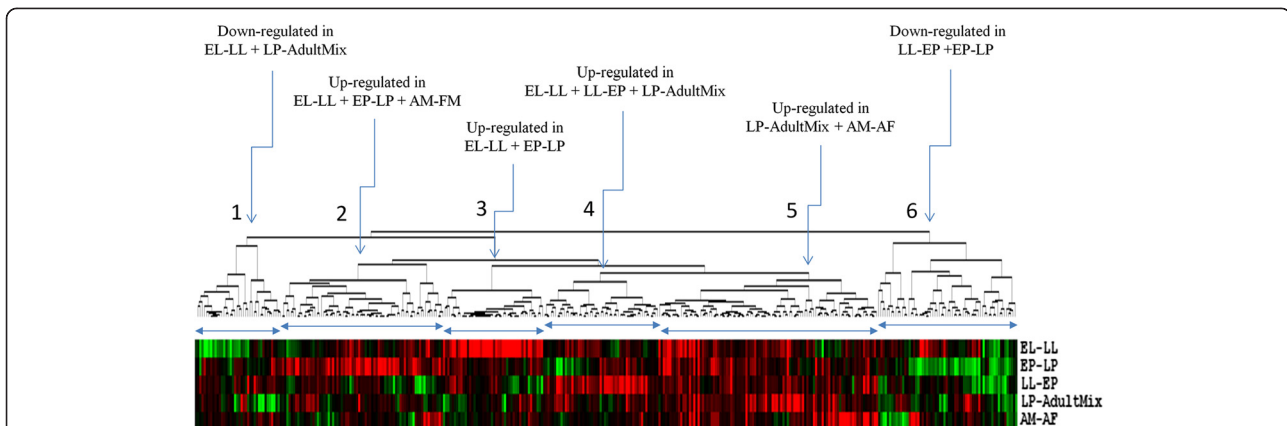 Down-regulated in
EL-LL + LP-AdultMix
Up-regulated in
EL-LL + EP-LP + AM-FM
Up-regulated in
EL-LL + EP-LP
Up-regulated in
EL-LL + LL-EP + LP-AdultMix
Up-regulated in
LP-AdultMix + AM-AF
Down-regulated in
LL-EP +EP-LP
1
2
3
4
5
6
EL-LL
EP-LP
LL-EP
LP-AdultMix
AM-AF